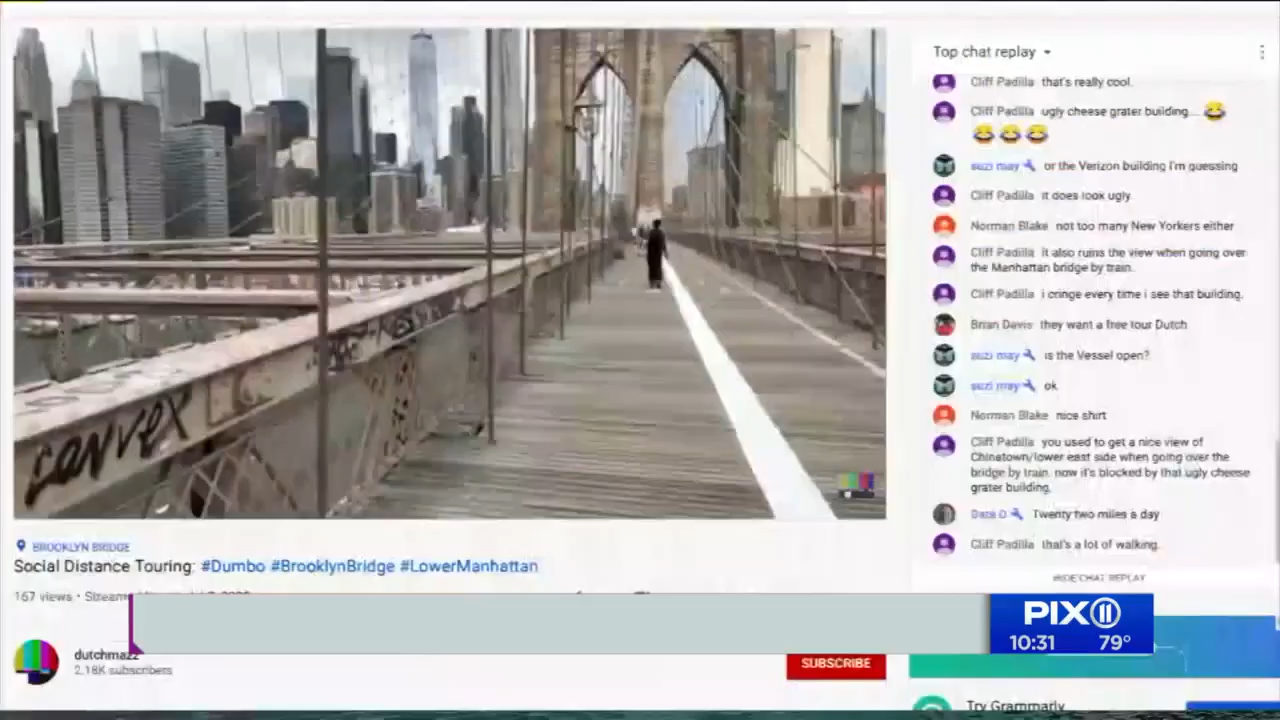 Top chat replay
Cliff Padilla that's really cool.
Cliff Padilla ugly cheese grater building....
suzi may or the Verizon building I'm guessing
Cliff Padilla it does look ugly.
Norman Blake not too many New Yorkers either
Cliff Padilla it also ruins the view when going over
the Manhattan bridge by train.
Cliff Padilla i cringe every time i see that building.
Brian Davis they want a free tour Dutch
suzi may is the Vessel open?
suzi may ok
Norman Blake nice shirt
Cliff Padilla you used to get a nice view of
Chinatown/lower east side when going over the
bridge by train. now it's blocked by that ugly cheese
grater building.
Twenty two miles a day
Cliff Padilla that's a lot of walking.
HIDE CHAT REPLAY
convex
BROOKLYN BRIDGE
Social Distance Touring: #Dumbo #BrooklynBridge #LowerManhattan
167 views
PIX11
10:31 79°
dutchmazz
2.18K subscribers
SUBSCRIBE
Try Grammarly